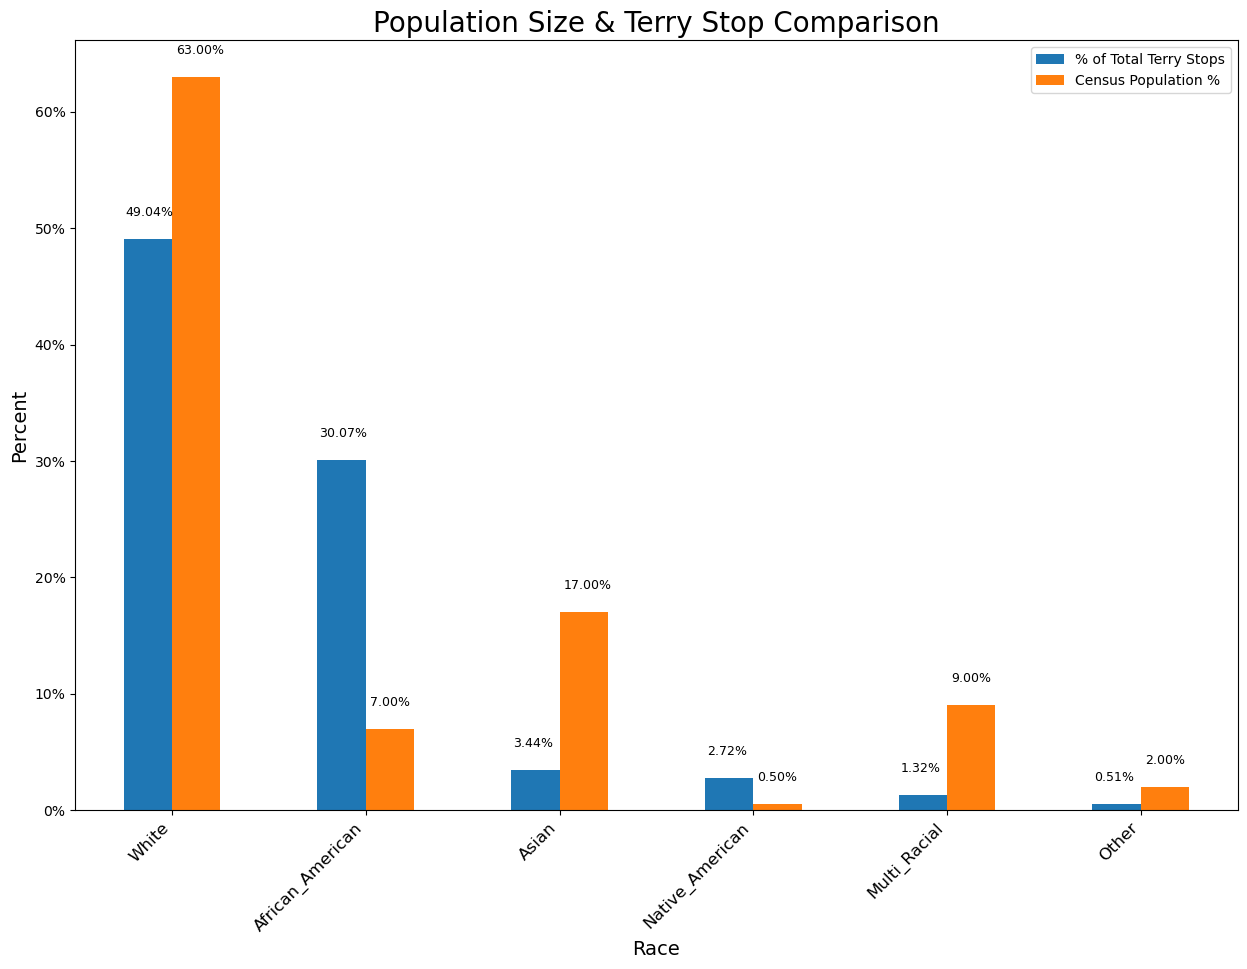 Population Size & Terry Stop Comparison
% of Total Terry Stops
Census Population %
63.00%
49.04%
30.07%
7.00%
3.44%
17.00%
2.72%
0.50%
1.32%
9.00%
0.51%
2.00%
60%
50%
40%
30%
20%
10%
0%
Percent
White
African_American
Asian
Native_American
Multi_Racial
Other
Race